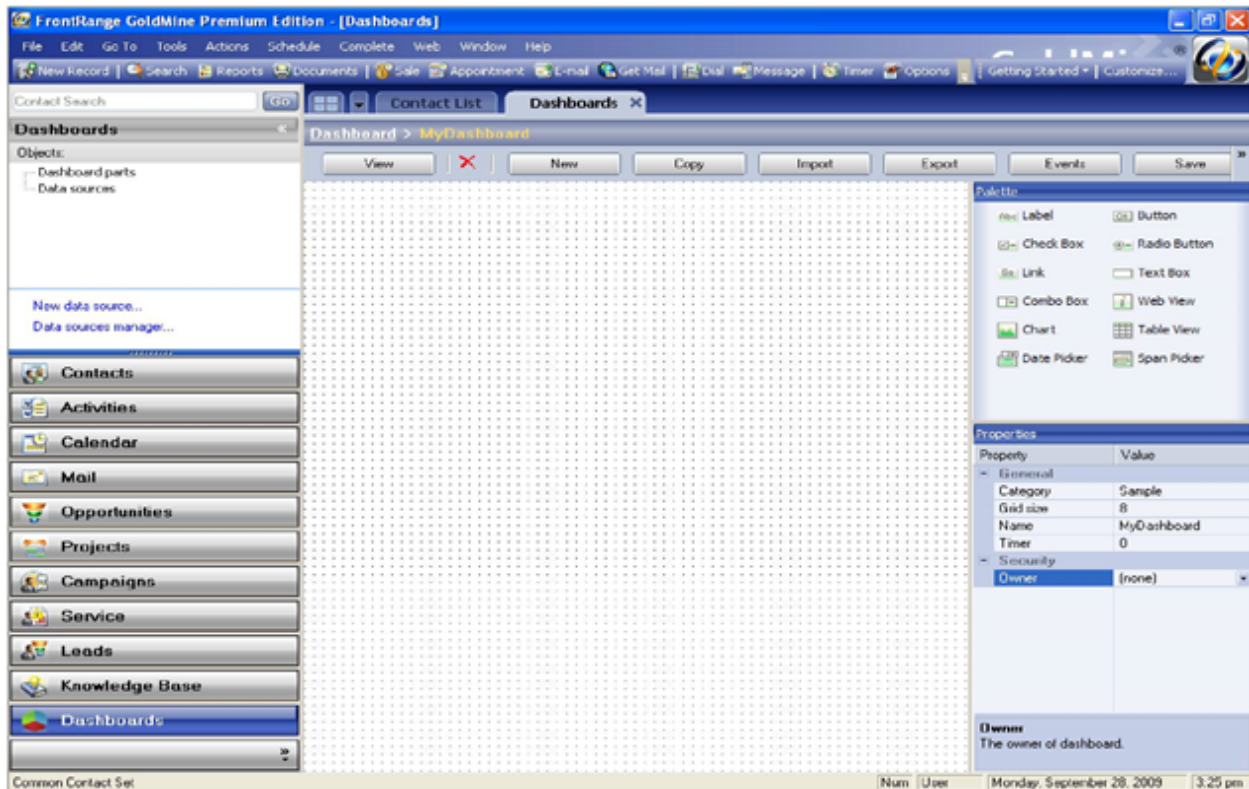 FrontRange GoldMine Premium Edition - [Dashboards]
File Edit Go To Tools Actions Schedule Complete Web Window Help
New Record Search Reports Documents Sale Appointment E-mail Get Mail Dial Message Timer Options Getting Started Customize...
Contact Search Go Contact List Dashboards
Dashboards
Dashboard > MyDashboard
Objects:
View New Copy Import Export Events Save
Dashboard parts
Data sources
New data source...
Data sources manager...
Contacts
Activities
Calendar
Mail
Opportunities
Projects
Campaigns
Service
Leads
Knowledge Base
Dashboards
Palette
Label Button
Check Box Radio Button
Link Text Box
Combo Box Web View
Chart Table View
Date Picker Span Picker
Properties
Property Value
General
Category Sample
Grid size 8
Name MyDashboard
Timer 0
Security
Owner (none)
Owner
The owner of dashboard.
Common Contact Set Num User Monday, September 28, 2009 3:25 pm